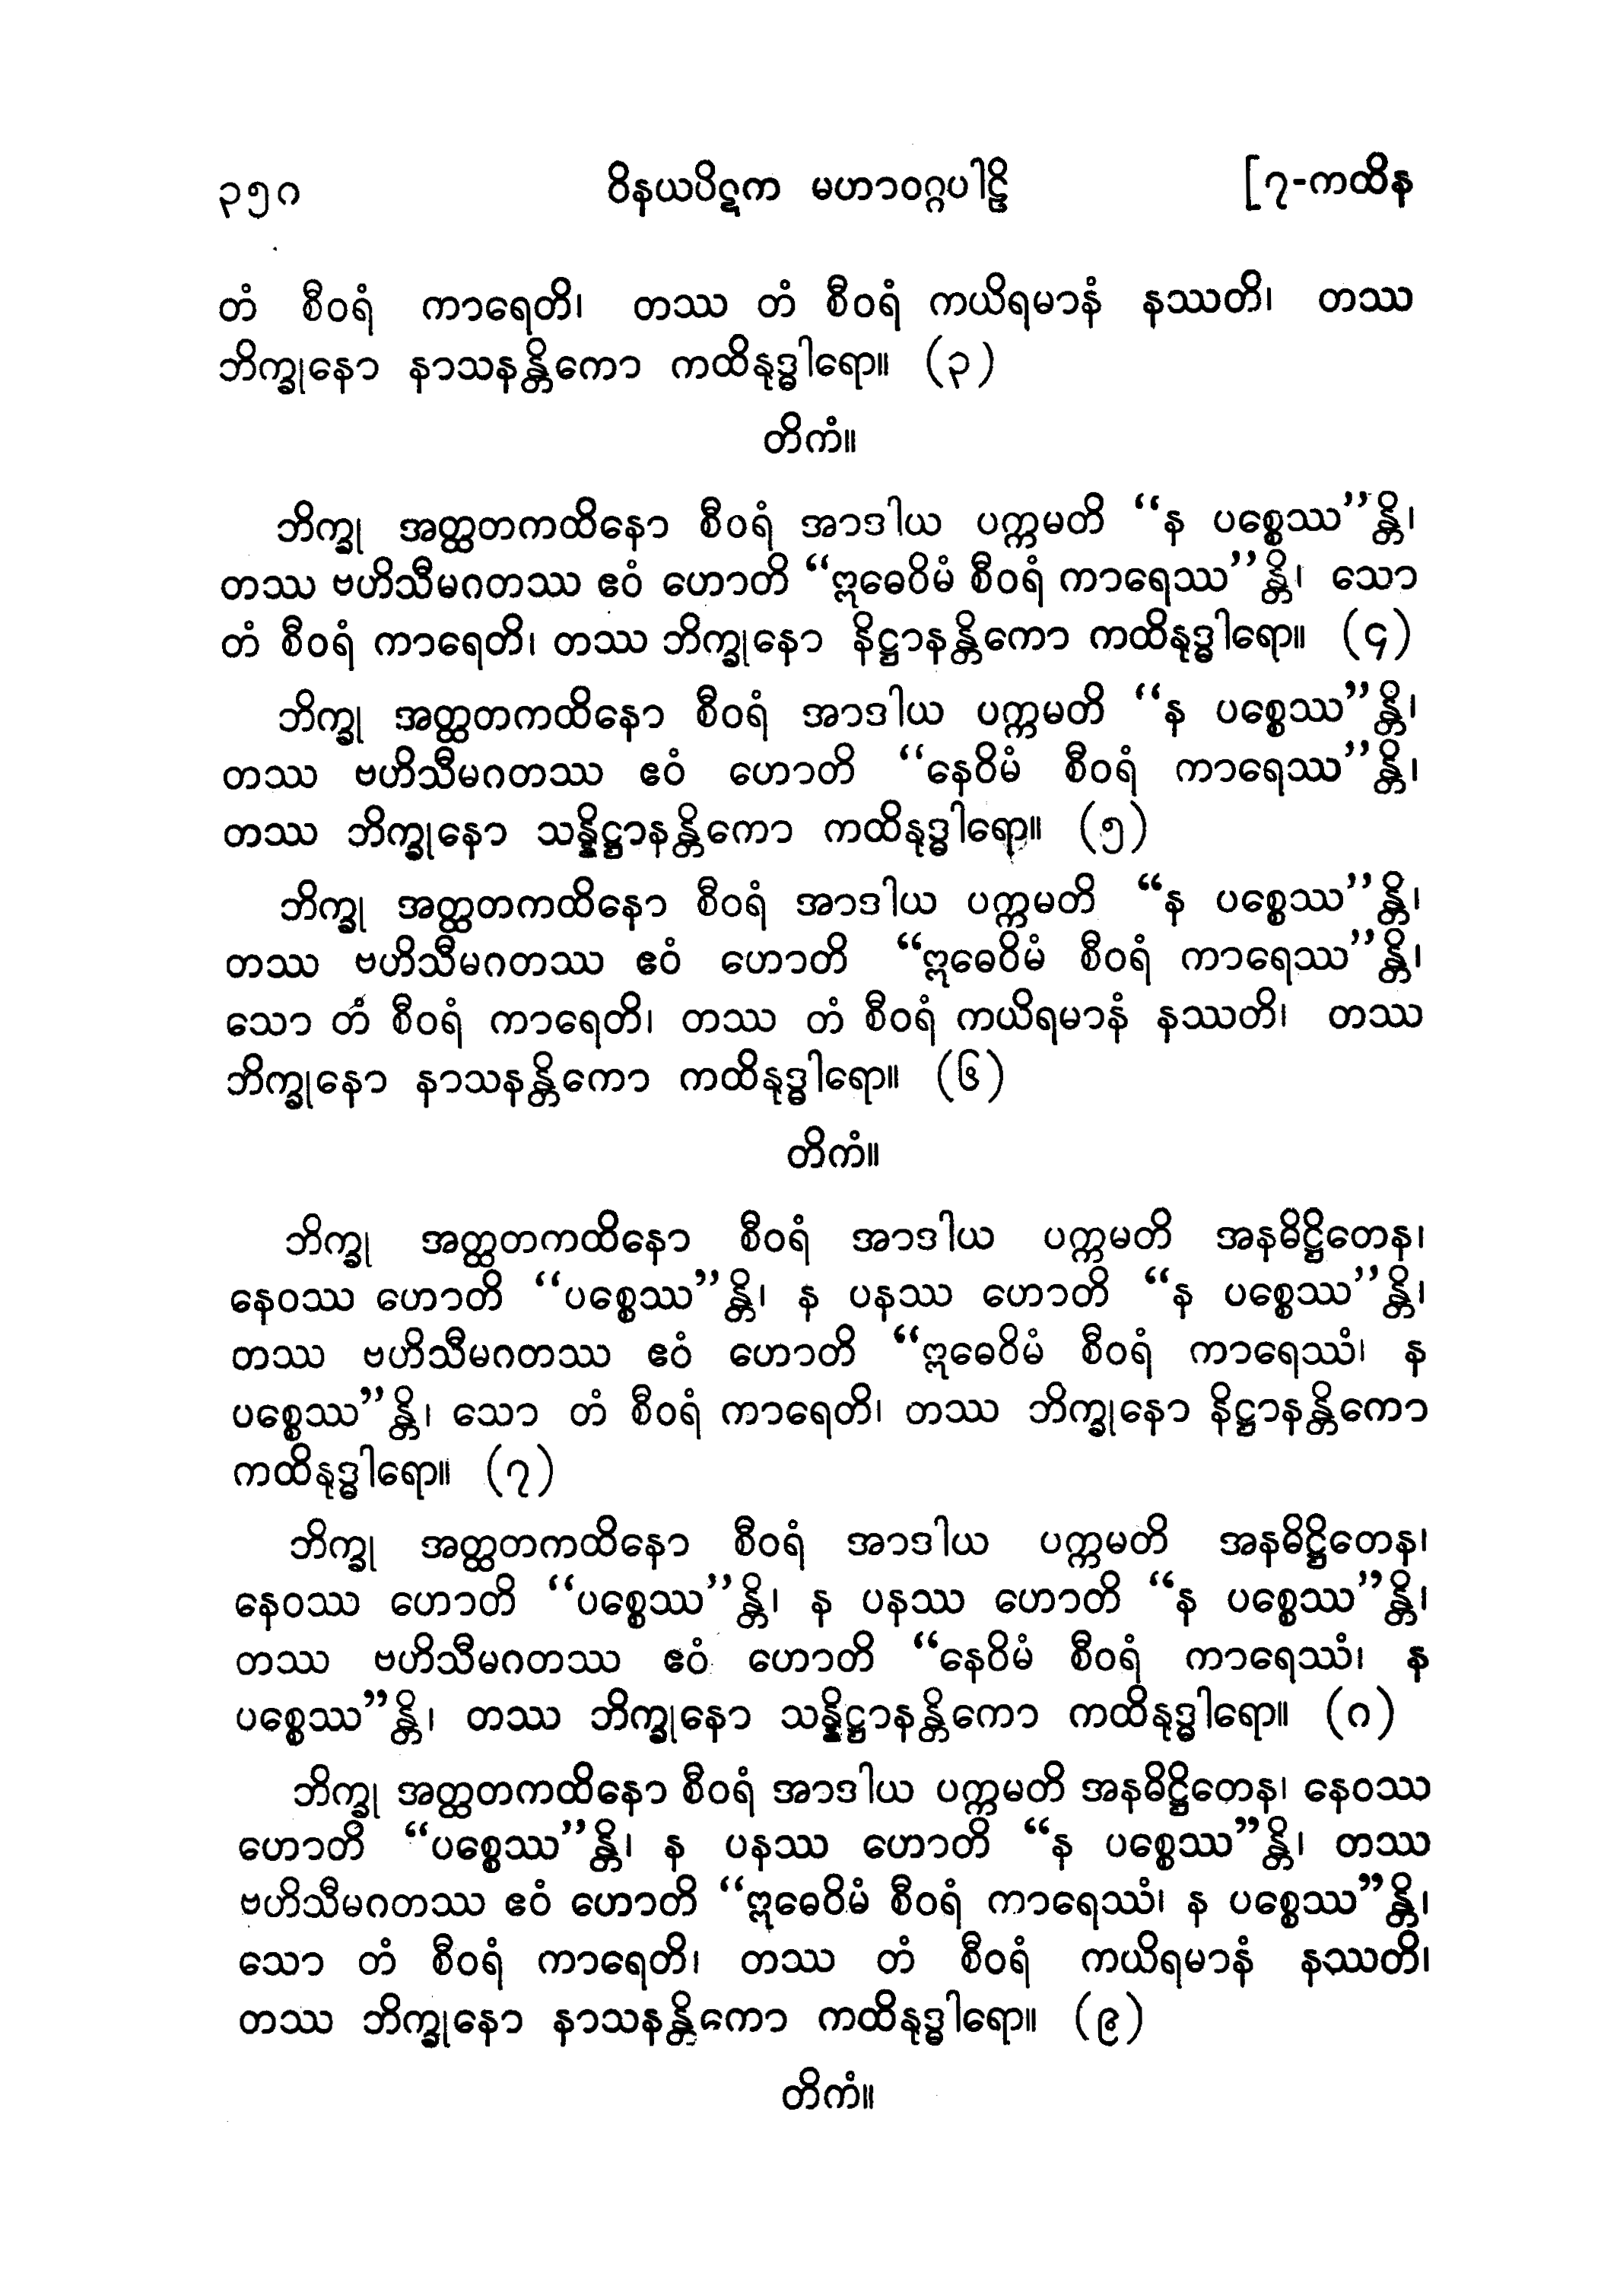 ၃၅ဂ ဝိနယပိဋက မဟာဝဂ္ဂပါဠိ [၇-ကထိန
တံ စီဝရံ ကာရေတိ၊ တဿ တံ စီဝရံ ကယိရမာနံ နဿတိ၊ တဿ
ဘိက္ခုနော နာသနန္တိကော ကထိနုဒ္ဓါရော။ (၃)
တိကံ။
ဘိက္ခု အတ္ထတကထိနော စီဝရံ အာဒါယ ပက္ကမတိ “န ပစ္စေဿ”န္တိ၊
တဿ ဗဟိသီမဂတဿ ဧဝံ ဟောတိ “ဣဓေဝိမံ စီဝရံ ကာရေဿ”န္တိ၊ သော
တံ စီဝရံ ကာရေတိ၊ တဿ ဘိက္ခုနော နိဋ္ဌာနန္တိကော ကထိနုဒ္ဓါရော။ (၄)
ဘိက္ခု အတ္ထတကထိနော စီဝရံ အာဒါယ ပက္ကမတိ “န ပစ္စေဿ”န္တိ၊
တဿ ဗဟိသီမဂတဿ ဧဝံ ဟောတိ “နေဝိမံ စီဝရံ ကာရေဿ”န္တိ၊
တဿ ဘိက္ခုနော သန္နိဋ္ဌာနန္တိကော ကထိနုဒ္ဓါရော။ (၅)
ဘိက္ခု အတ္ထတကထိနော စီဝရံ အာဒါယ ပက္ကမတိ “န ပစ္စေဿ”န္တိ၊
တဿ ဗဟိသီမဂတဿ ဧဝံ ဟောတိ “ဣဓေဝိမံ စီဝရံ ကာရေဿ”န္တိ၊
သော တံ စီဝရံ ကာရေတိ၊ တဿ တံ စီဝရံ ကယိရမာနံ နဿတိ၊ တဿ
ဘိက္ခုနော နာသနန္တိကော ကထိနုဒ္ဓါရော။ (၆)
တိကံ။
ဘိက္ခု အတ္ထတကထိနော စီဝရံ အာဒါယ ပက္ကမတိ အနဓိဋ္ဌိတေန၊
နေဝဿ ဟောတိ “ပစ္စေဿ”န္တိ၊ န ပနဿ ဟောတိ “န ပစ္စေဿ”န္တိ၊
တဿ ဗဟိသီမဂတဿ ဧဝံ ဟောတိ “ဣဓေဝိမံ စီဝရံ ကာရေဿံ၊ န
ပစ္စေဿ”န္တိ၊ သော တံ စီဝရံ ကာရေတိ၊ တဿ ဘိက္ခုနော နိဋ္ဌာနန္တိကော
ကထိနုဒ္ဓါရော။ (၇)
ဘိက္ခု အတ္ထတကထိနော စီဝရံ အာဒါယ ပက္ကမတိ အနဓိဋ္ဌိတေန၊
နေဝဿ ဟောတိ “ပစ္စေဿ”န္တိ၊ န ပနဿ ဟောတိ “န ပစ္စေဿ”န္တိ၊
တဿ ဗဟိသီမဂတဿ ဧဝံ ဟောတိ “နေဝိမံ စီဝရံ ကာရေဿံ၊ န
ပစ္စေဿ”န္တိ၊ တဿ ဘိက္ခုနော သန္နိဋ္ဌာနန္တိကော ကထိနုဒ္ဓါရော။ (ဂ)
ဘိက္ခု အတ္ထတကထိနော စီဝရံ အာဒါယ ပက္ကမတိ အနဓိဋ္ဌိတေန၊ နေဝဿ
ဟောတိ “ပစ္စေဿ”န္တိ၊ န ပနဿ ဟောတိ “န ပစ္စေဿ”န္တိ၊ တဿ
ဗဟိသီမဂတဿ ဧဝံ ဟောတိ “ဣဓေဝိမံ စီဝရံ ကာရေဿံ၊ န ပစ္စေဿ”န္တိ၊
သော တံ စီဝရံ ကာရေတိ၊ တဿ တံ စီဝရံ ကယိရမာနံ နဿတိ၊
တဿ ဘိက္ခုနော နာသနန္တိကော ကထိနုဒ္ဓါရော။ (၉)
တိကံ။